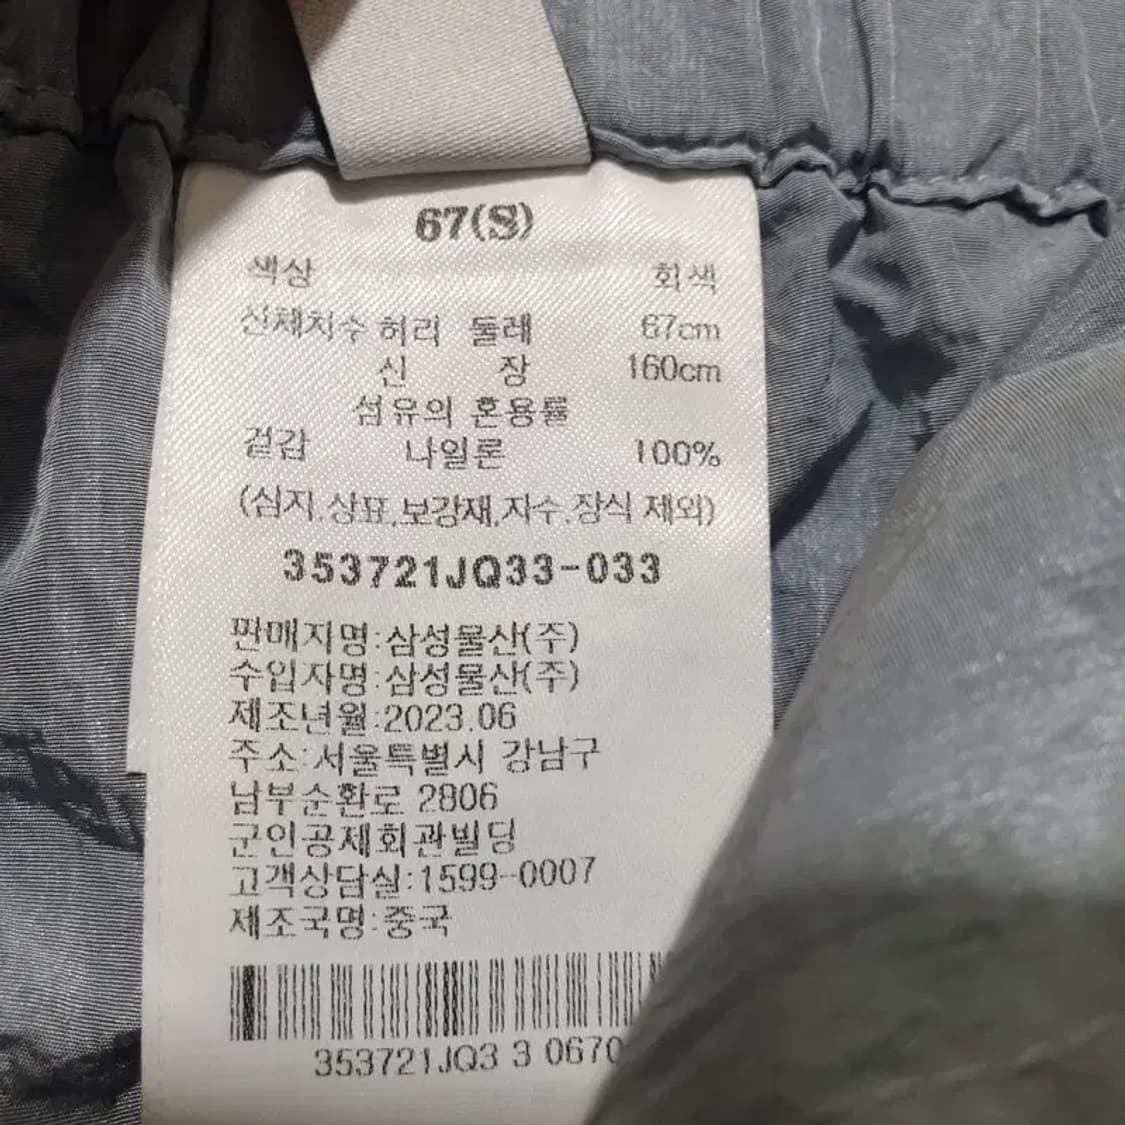 67(S)
색상 회색
신체치수 허리 둘레 67cm
신 장 160cm
섬유의 혼용률
겉감 나일론 100%
(심지,상표,보강재,자수,장식 제외)
353721JQ33-033
판매자명:삼성물산(주)
수입자명:삼성물산(주)
제조년월:2023.06
주소:서울특별시 강남구
남부순환로 2806
군인공제회관빌딩
고객상담실:1599-0007
제조국명:중국
353721JQ3 3 0670